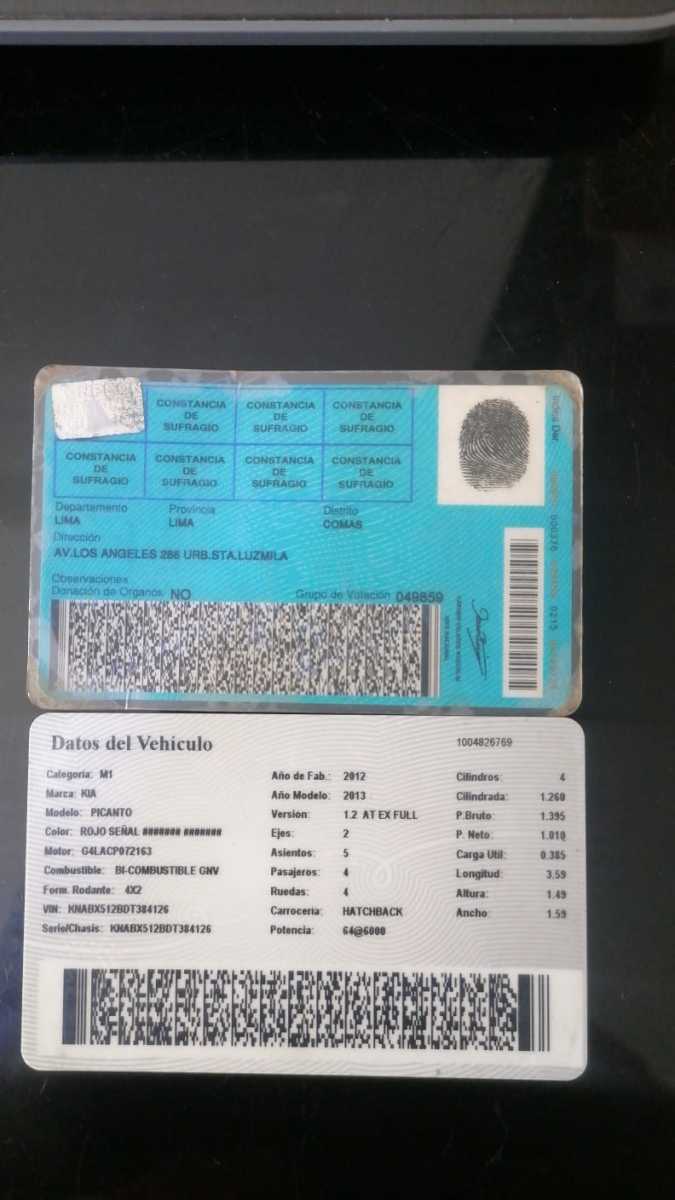 CONSTANCIA DE SUFRAGIO
CONSTANCIA DE SUFRAGIO
CONSTANCIA DE SUFRAGIO
CONSTANCIA DE SUFRAGIO
CONSTANCIA DE SUFRAGIO
CONSTANCIA DE SUFRAGIO
CONSTANCIA DE SUFRAGIO
Departamento Provincia Distrito
LIMA LIMA COMAS
Dirección
AV.LOS ANGELES 286 URB.STA.LUZMILA
Observaciones
Donación de Organos NO Grupo de Votación 049859
Datos del Vehículo 1004826769
Categoria: M1 Año de Fab.: 2012 Cilindros: 4
Marca: KIA Año Modelo: 2013 Cilindrada: 1.260
Modelo: PICANTO Versión: 1.2 AT EX FULL P.Bruto: 1.395
Color: ROJO SEÑAL ####### ####### Ejes: 2 P. Neto: 1.010
Motor: G4LACP072163 Asientos: 5 Carga Util: 0.385
Combustible: BI-COMBUSTIBLE GNV Pasajeros: 4 Longitud: 3.59
Form. Rodante: 4X2 Ruedas: 4 Altura: 1.49
VIN: KNABX512BDT384126 Carrocería: HATCHBACK Ancho: 1.59
Serie/Chasis: KNABX512BDT384126 Potencia: 64@6000